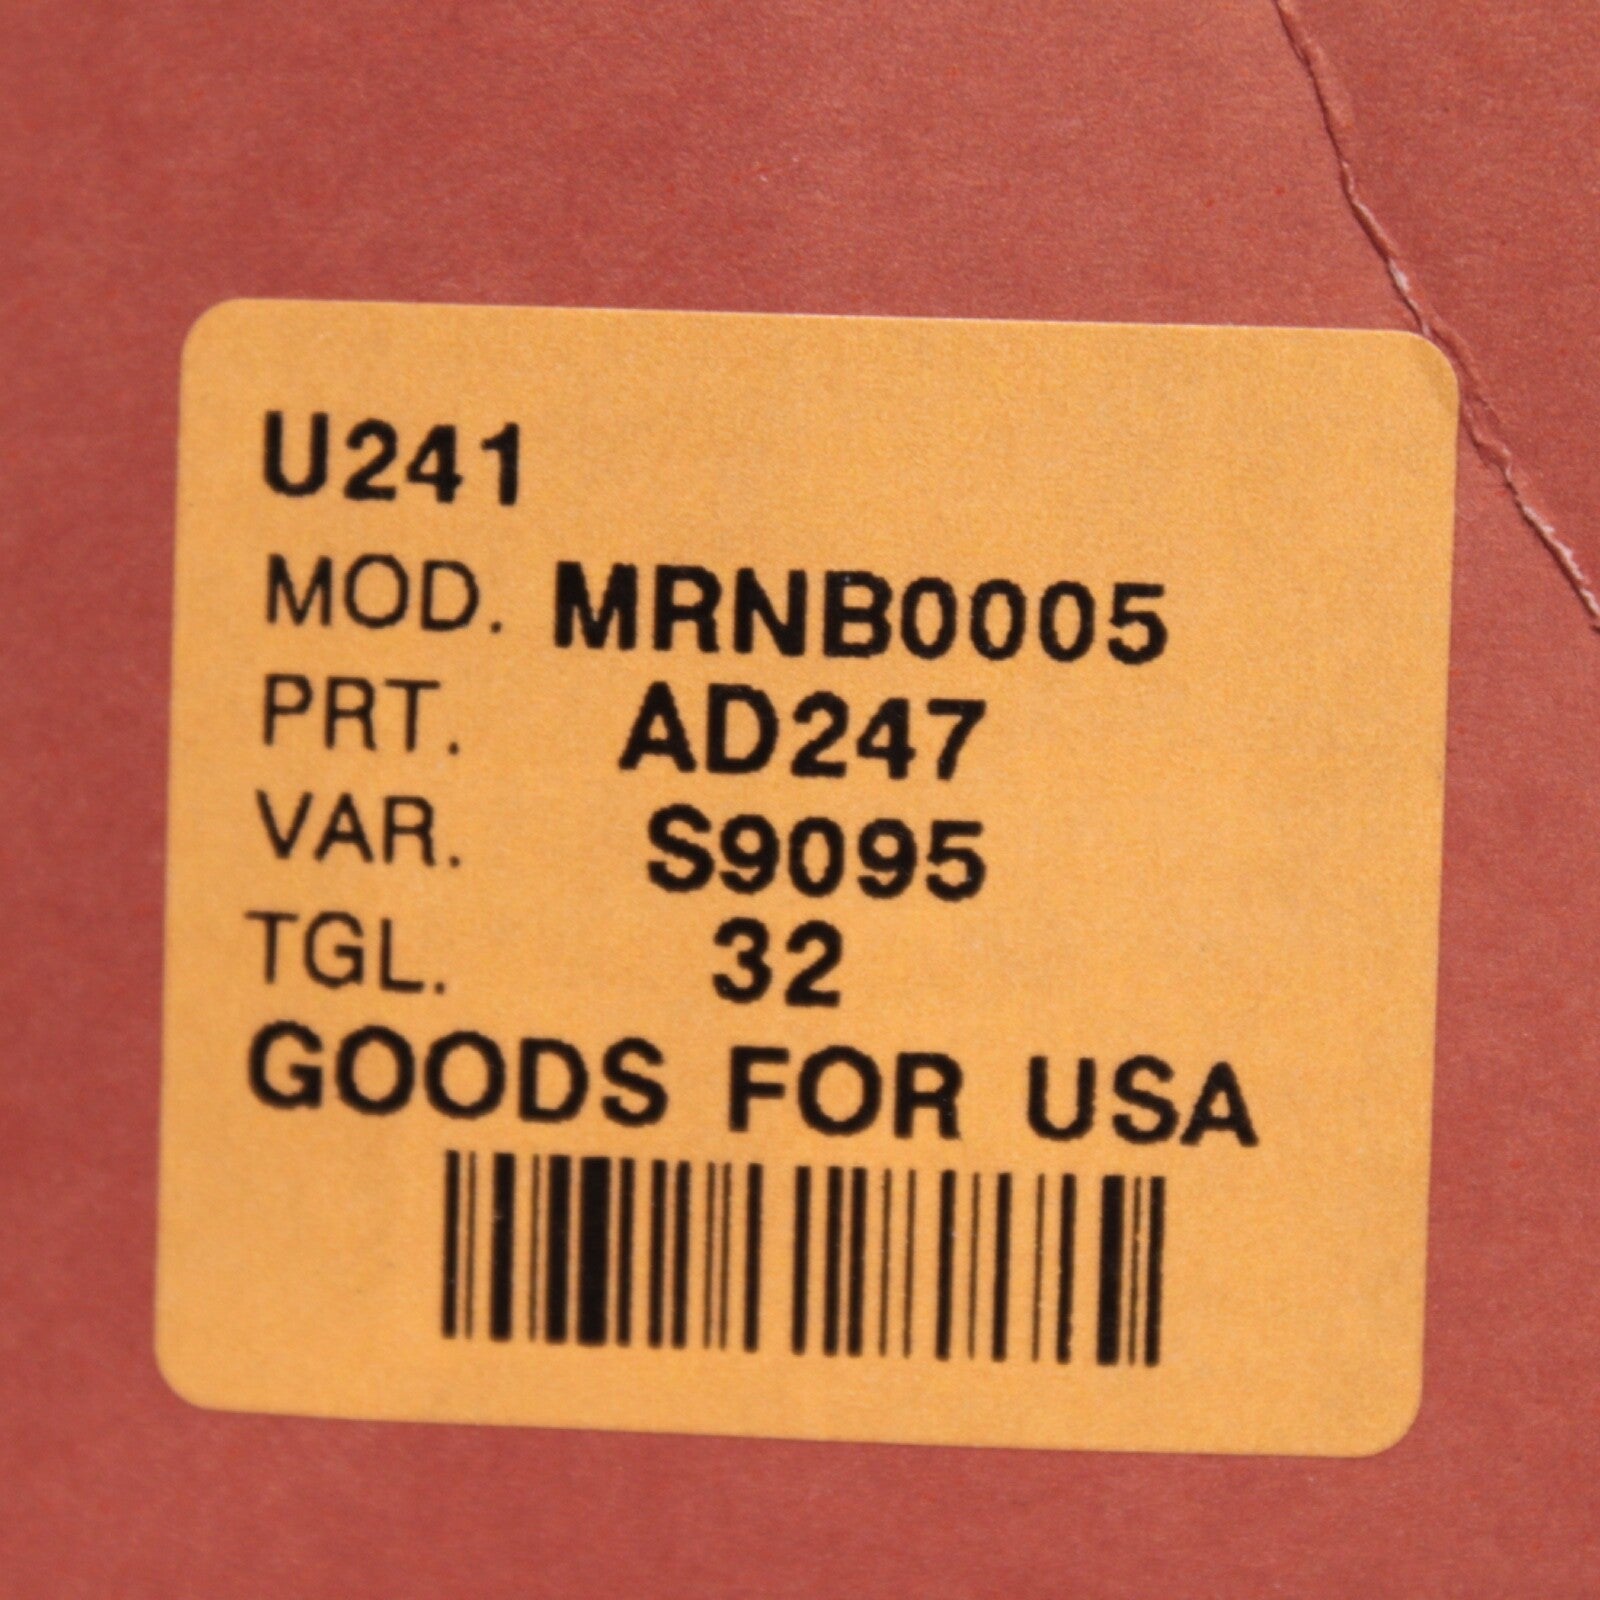 U241
MOD. MRNB0005
PRT. AD247
VAR. S9095
TGL. 32
GOODS FOR USA